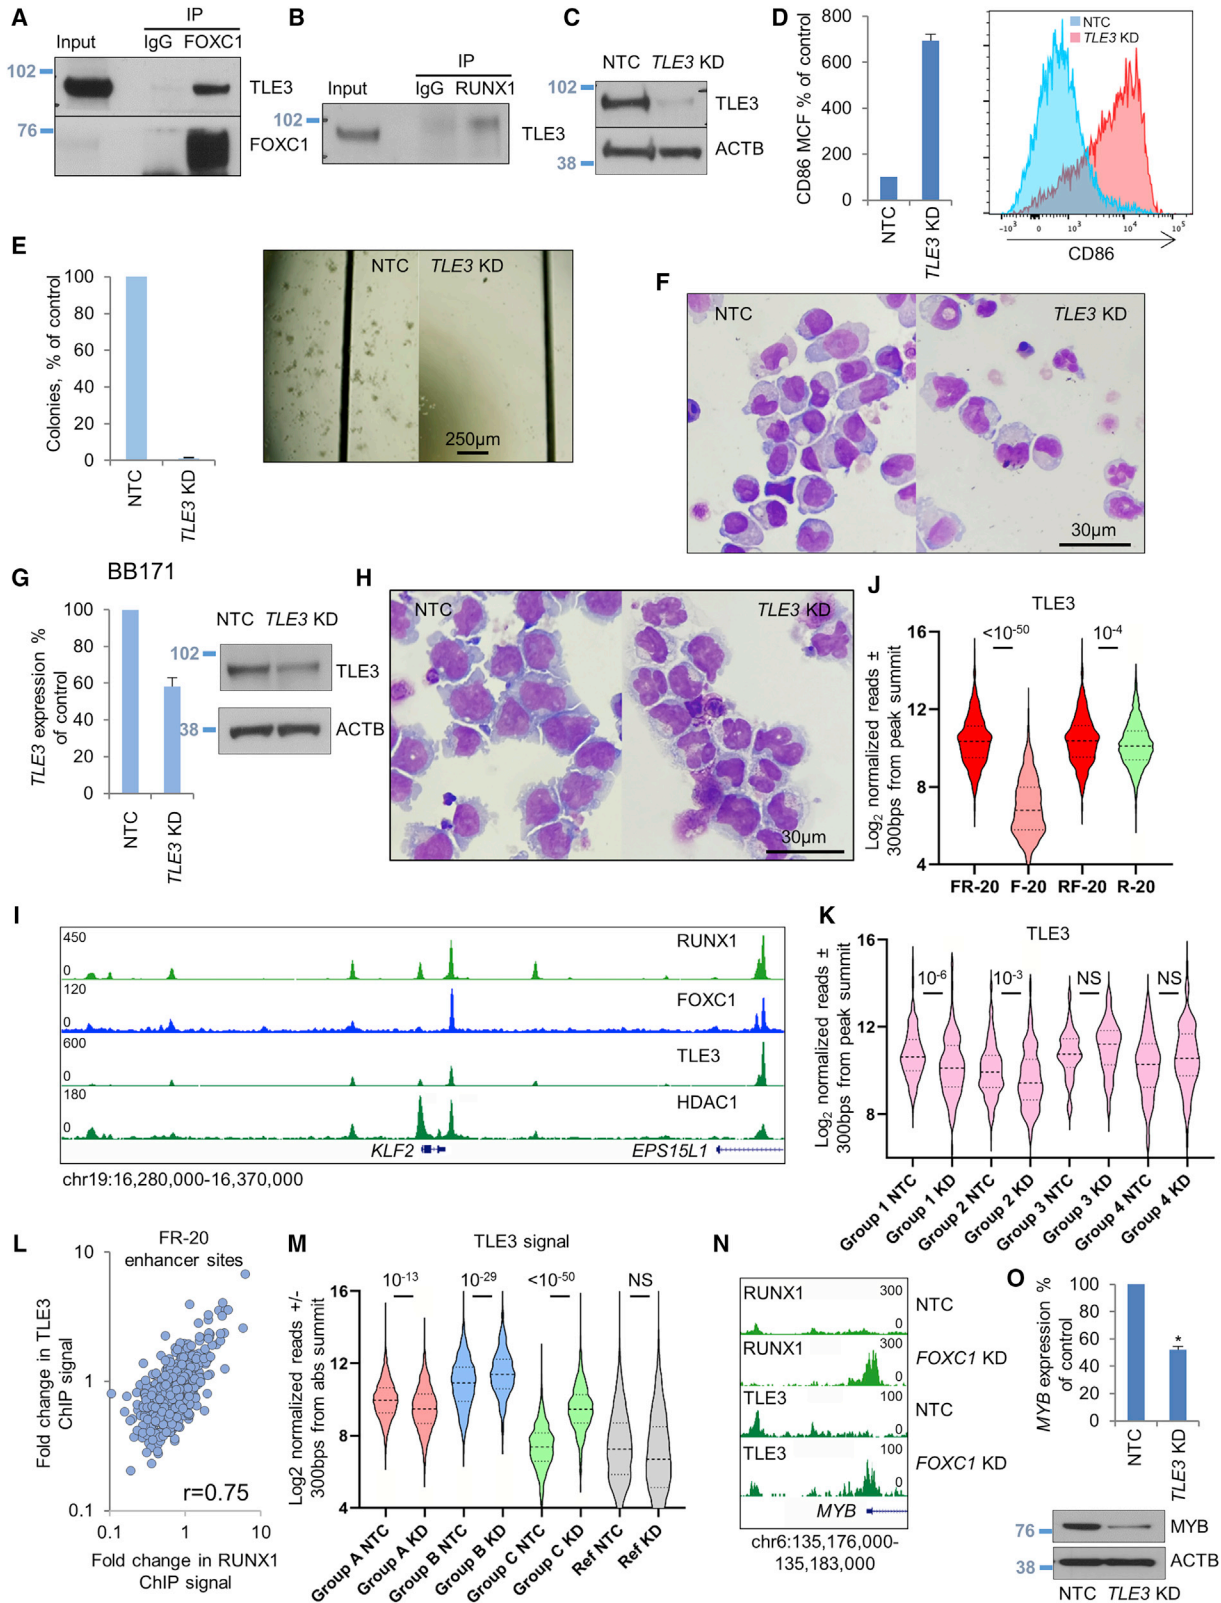 A
IP
Input IgG FOXC1
102
TLE3
76
FOXC1
B
IP
Input IgG RUNX1
102
TLE3
C
NTC TLE3 KD
102
TLE3
ACTB
38
D
CD86 MCF % of control
800
600
400
200
0
NTC
TLE3 KD
NTC
TLE3 KD
-10³ 0 10³ 10⁴ 10⁵
CD86
E
Colonies, % of control
100
80
60
40
20
0
NTC
TLE3 KD
NTC TLE3 KD
250µm
F
NTC TLE3 KD
30µm
G
BB171
TLE3 expression %
of control
100
80
60
40
20
0
NTC
TLE3 KD
NTC TLE3 KD
102
TLE3
38
ACTB
H
NTC TLE3 KD
30µm
J
TLE3
Log₂ normalized reads ±
300bps from peak summit
16
12
8
4
<10⁻⁵⁰ 10⁻⁴
FR-20 F-20 RF-20 R-20
I
450
0
RUNX1
120
0
FOXC1
600
0
TLE3
180
0
HDAC1
KLF2 EPS15L1
chr19:16,280,000-16,370,000
K
TLE3
Log₂ normalized reads ±
300bps from peak summit
16
12
8
10⁻⁶ 10⁻³ NS NS
Group 1 NTC
Group 1 KD
Group 2 NTC
Group 2 KD
Group 3 NTC
Group 3 KD
Group 4 NTC
Group 4 KD
L
FR-20
enhancer sites
Fold change in TLE3
ChIP signal
10
1
0.1
r=0.75
0.1 1 10
Fold change in RUNX1
ChIP signal
M
TLE3 signal
Log2 normalized reads +/-
300bps from abs summit
16
12
8
4
10⁻¹³ 10⁻²⁹ <10⁻⁵⁰ NS
Group A NTC
Group A KD
Group B NTC
Group B KD
Group C NTC
Group C KD
Ref NTC
Ref KD
N
RUNX1 300
0
NTC
RUNX1 300
0
FOXC1 KD
TLE3 100
0
NTC
TLE3 100
0
FOXC1 KD
MYB
chr6:135,176,000-
135,183,000
O
MYB expression %
of control
100
80
60
40
20
0
*
NTC
TLE3 KD
76
MYB
38
ACTB
NTC TLE3 KD